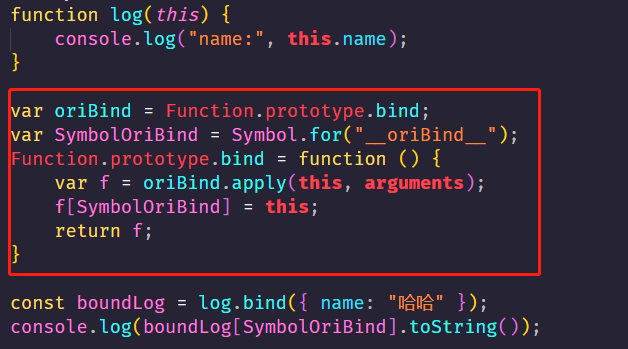 function log(this) {
    console.log("name:", this.name);
}
var oriBind = Function.prototype.bind;
var SymbolOriBind = Symbol.for("__oriBind__");
Function.prototype.bind = function () {
    var f = oriBind.apply(this, arguments);
    f[SymbolOriBind] = this;
    return f;
}
const boundLog = log.bind({ name: "哈哈" });
console.log(boundLog[SymbolOriBind].toString());